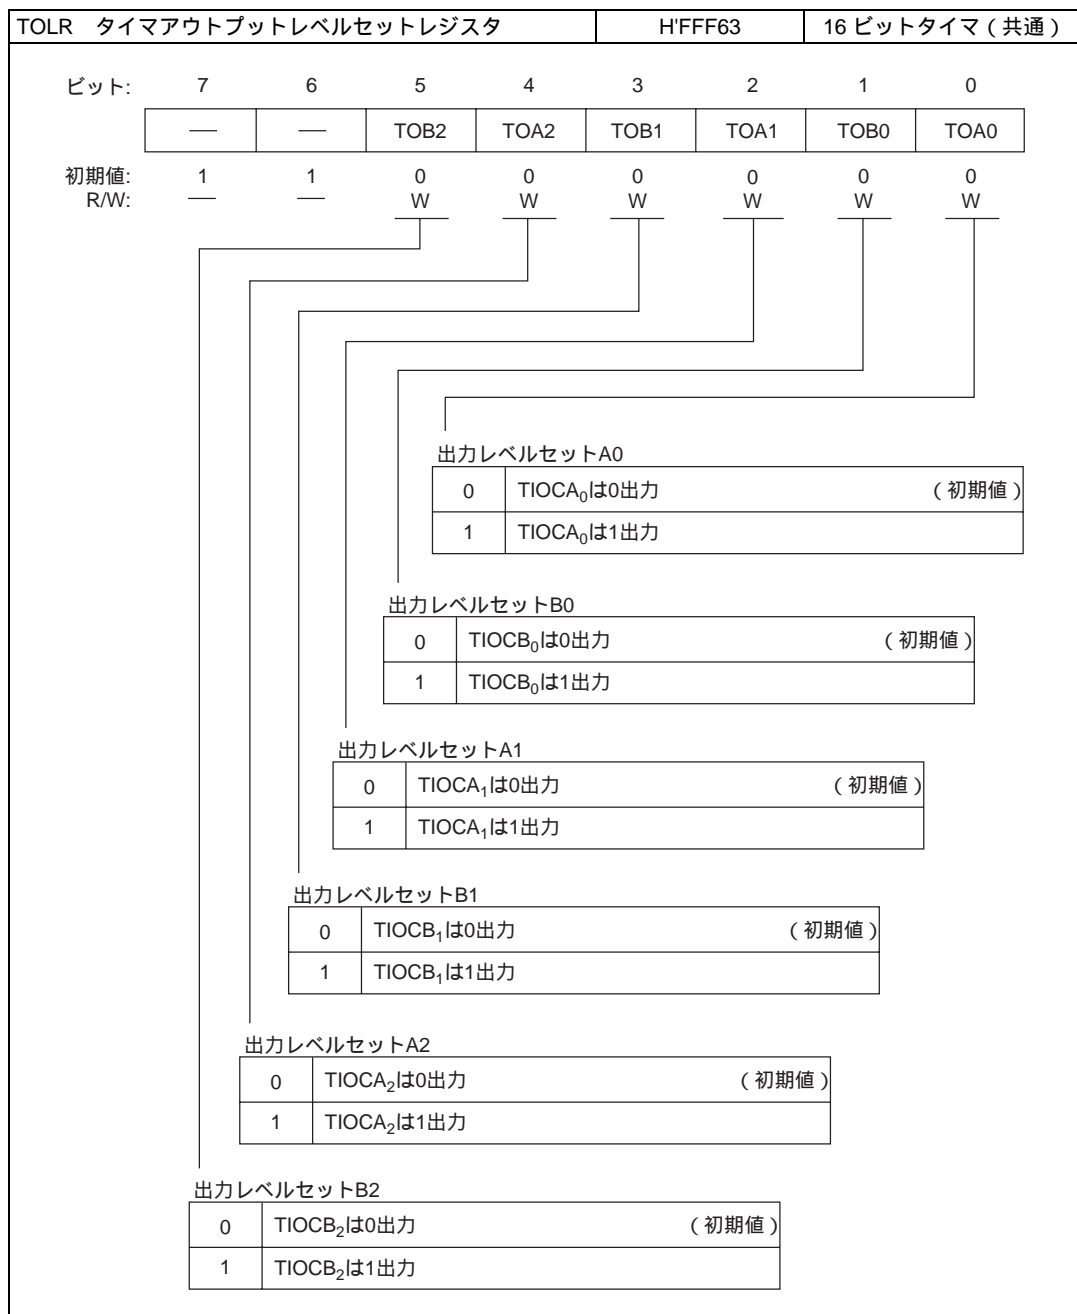 TOLR タイマアウトプットレベルセットレジスタ H'FFF63 16 ビットタイマ（共通）
ビット: 7 6 5 4 3 2 1 0
― ― TOB2 TOA2 TOB1 TOA1 TOB0 TOA0
初期値: 1 1 0 0 0 0 0 0
R/W: ― ― W W W W W W
出力レベルセットA0
0 TIOCA₀は0出力 （初期値）
1 TIOCA₀は1出力
出力レベルセットB0
0 TIOCB₀は0出力 （初期値）
1 TIOCB₀は1出力
出力レベルセットA1
0 TIOCA₁は0出力 （初期値）
1 TIOCA₁は1出力
出力レベルセットB1
0 TIOCB₁は0出力 （初期値）
1 TIOCB₁は1出力
出力レベルセットA2
0 TIOCA₂は0出力 （初期値）
1 TIOCA₂は1出力
出力レベルセットB2
0 TIOCB₂は0出力 （初期値）
1 TIOCB₂は1出力